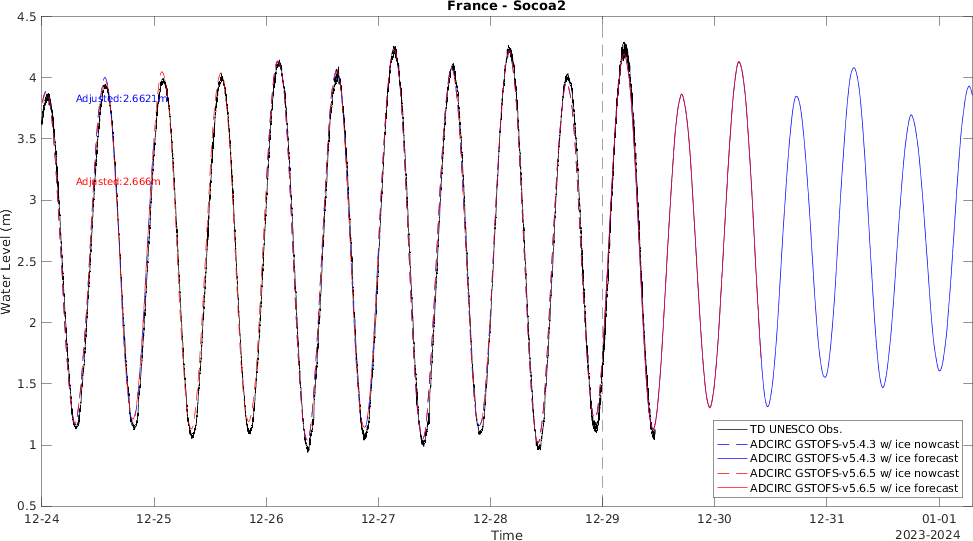 France - Socoa2
4.5
4
3.5
3
2.5
2
1.5
1
0.5
Water Level (m)
Adjusted:2.6621m
Adjusted:2.666m
TD UNESCO Obs.
ADCIRC GSTOFS-v5.4.3 w/ ice nowcast
ADCIRC GSTOFS-v5.4.3 w/ ice forecast
ADCIRC GSTOFS-v5.6.5 w/ ice nowcast
ADCIRC GSTOFS-v5.6.5 w/ ice forecast
12-24 12-25 12-26 12-27 12-28 12-29 12-30 12-31 01-01
Time
2023-2024